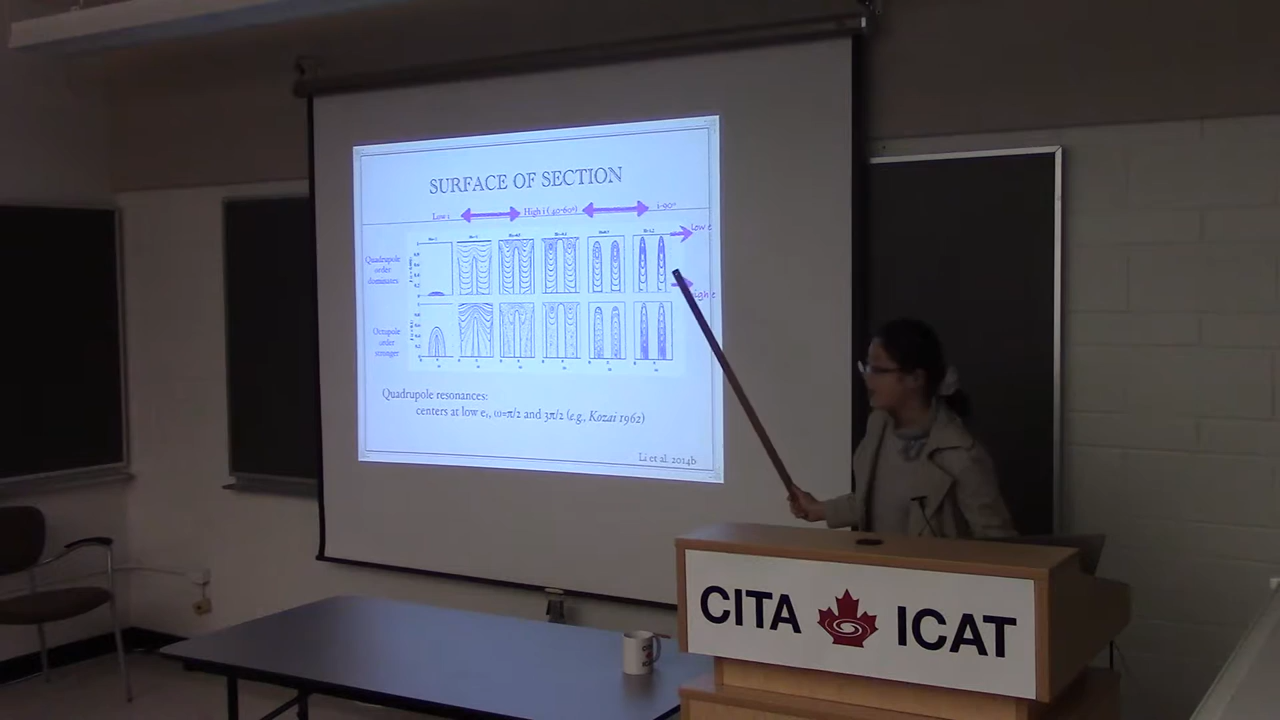 SURFACE OF SECTION
Low i High i (40-60°) i~90°
Low e
Quadrupole
order
dominates
high e
Octupole
order
stronger
Quadrupole resonances:
centers at low e₁, ω=π/2 and 3π/2 (e.g., Kozai 1962)
Li et al. 2014b
CITA ICAT